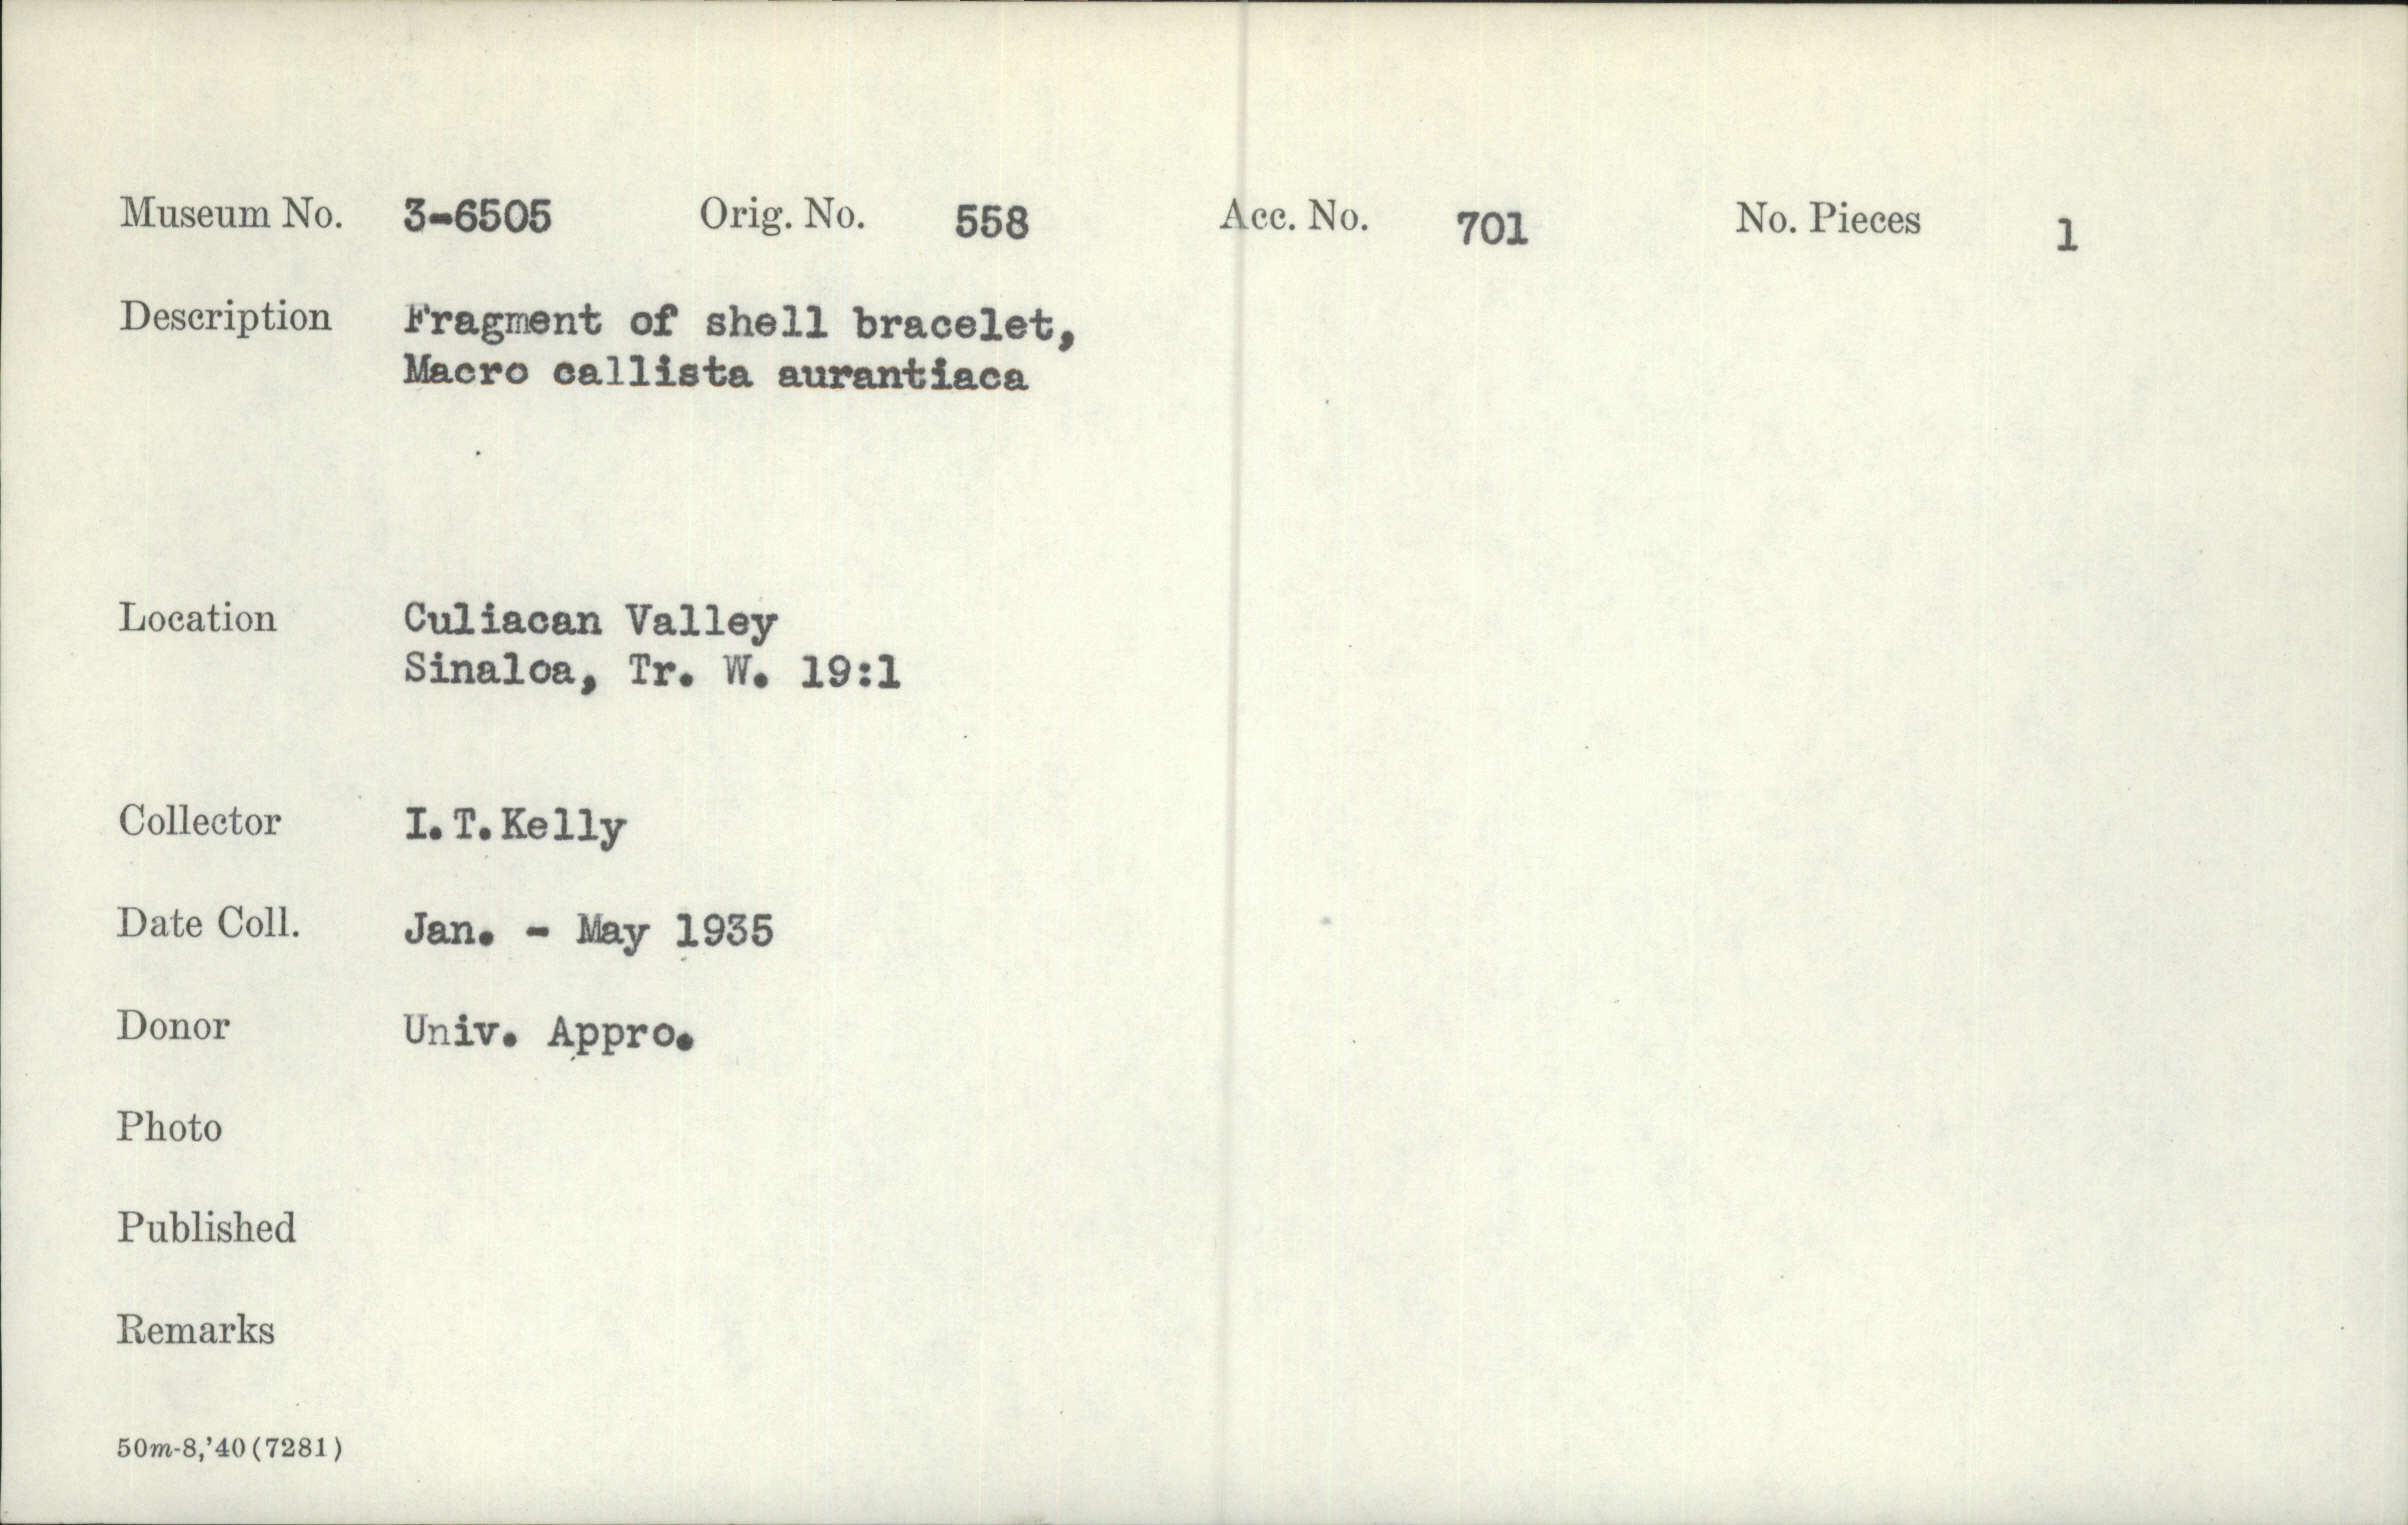 Museum No. 3-6505 Orig. No. 558 Acc. No. 701 No. Pieces 1
Description Fragment of shell bracelet,
Macro callista aurantiaca
Location Culiacan Valley
Sinaloa, Tr. W. 19:1
Collector I.T.Kelly
Date Coll. Jan. - May 1935
Donor Univ. Appro.
Photo
Published
Remarks
50m-8,'40(7281)